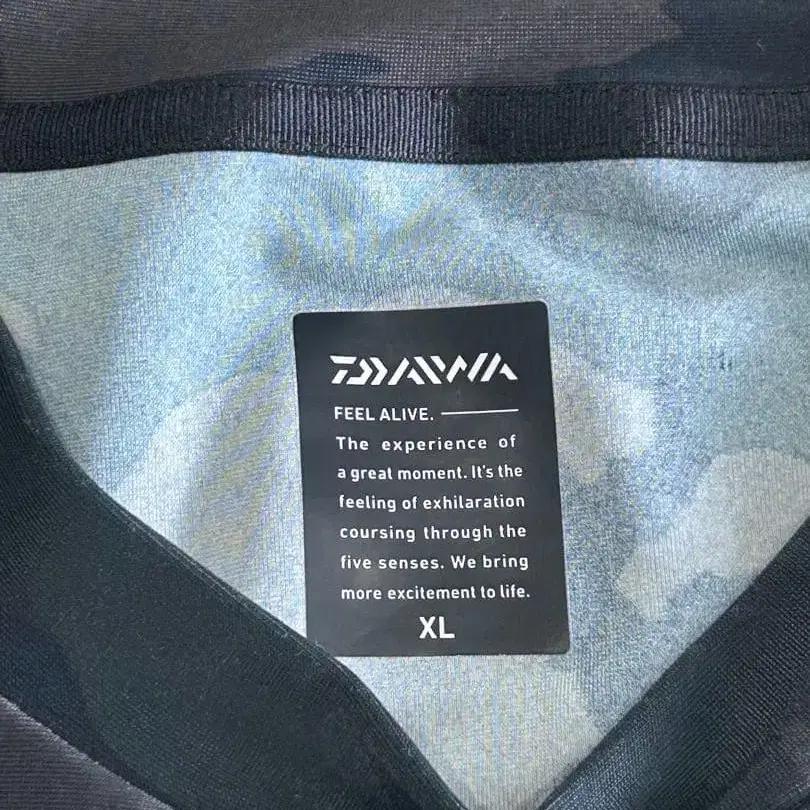 DAIWA
FEEL ALIVE.
The experience of
a great moment. It's the
feeling of exhilaration
coursing through the
five senses. We bring
more excitement to life.
XL